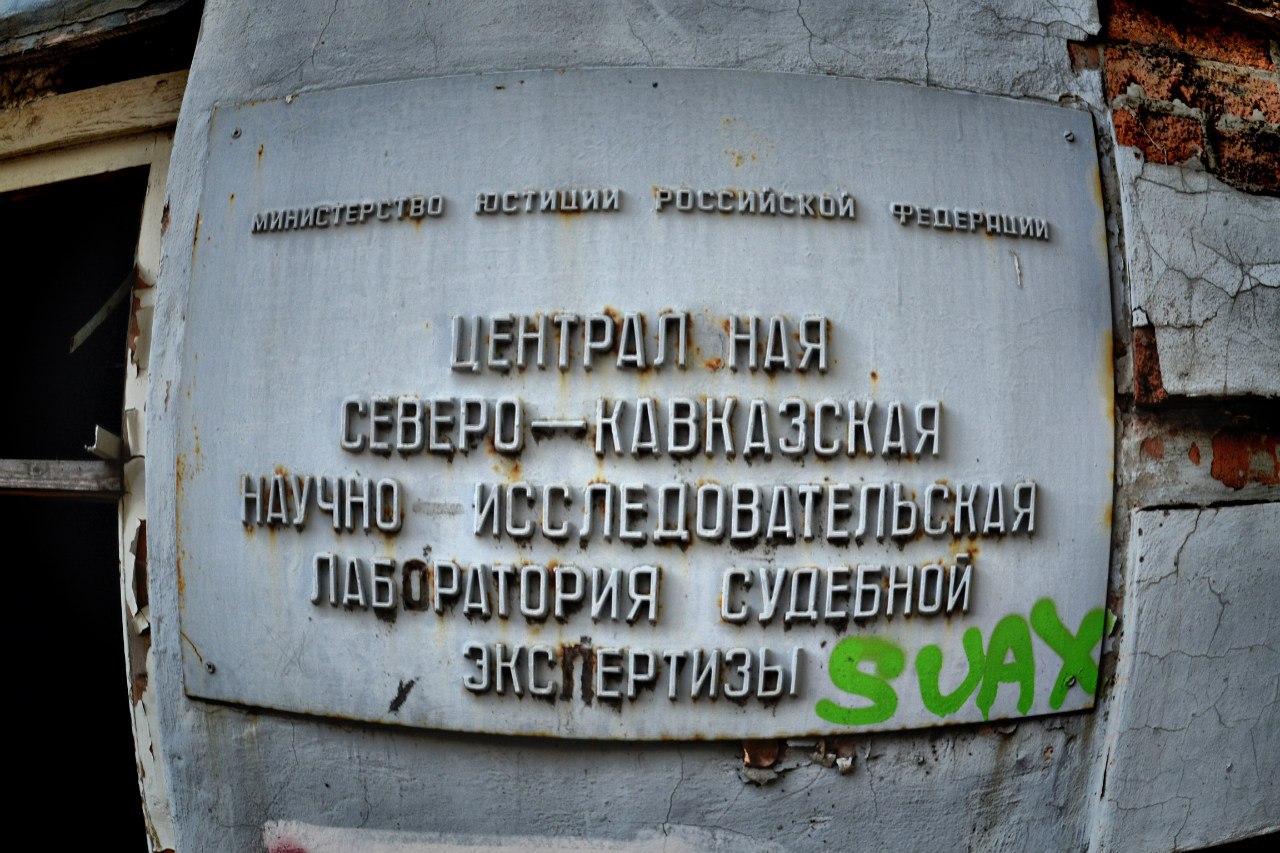 МИНИСТЕРСТВО ЮСТИЦИИ РОССИЙСКОЙ ФЕДЕРАЦИИ
ЦЕНТРАЛ НАЯ
СЕВЕРО—КАВКАЗСКАЯ
НАУЧНО ИССЛЕДОВАТЕЛЬСКАЯ
ЛАБОРАТОРИЯ СУДЕБНОЙ
ЭКСПЕРТИЗЫ
SUAX